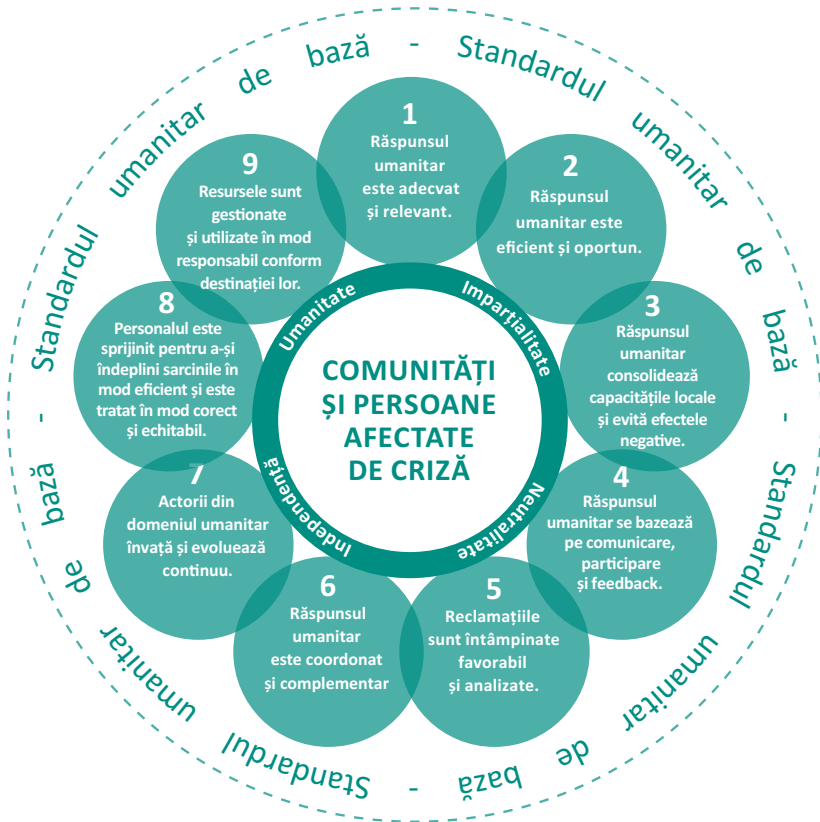 Standardul umanitar de bază - Standardul umanitar de bază - Standardul umanitar de bază - Standardul umanitar de bază -
1
Răspunsul
umanitar
este adecvat
și relevant.
2
Răspunsul
umanitar este
eficient și oportun.
3
Răspunsul
umanitar
consolidează
capacitățile locale
și evită efectele
negative.
4
Răspunsul
umanitar se bazează
pe comunicare,
participare
și feedback.
5
Reclamațiile
sunt întâmpinate
favorabil
și analizate.
6
Răspunsul
umanitar
este coordonat
și complementar
7
Actorii din
domeniul umanitar
învață și evoluează
continuu.
8
Personalul este
sprijinit pentru a-și
îndeplini sarcinile în
mod eficient și este
tratat în mod corect
și echitabil.
9
Resursele sunt
gestionate
și utilizate în mod
responsabil conform
destinației lor.
Umanitate
Imparțialitate
Neutralitate
Independență
COMUNITĂȚI
ȘI PERSOANE
AFECTATE
DE CRIZĂ